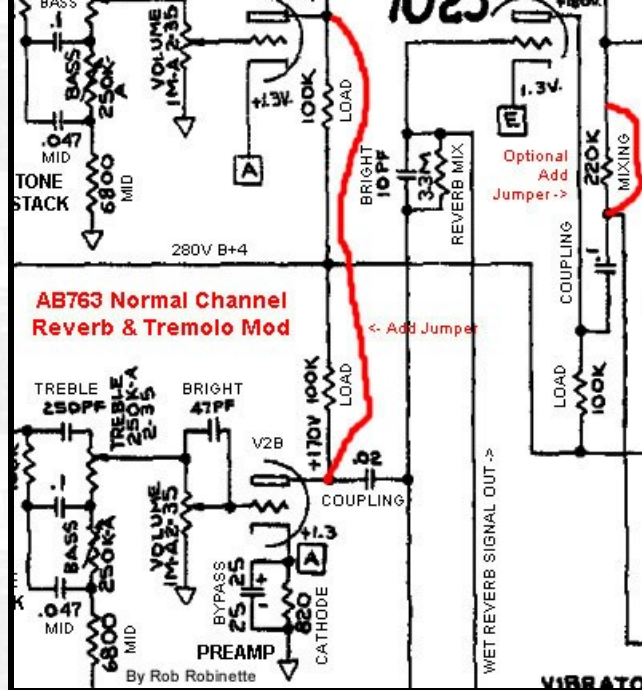 BASS
.1
BASS
250K-A
.047
MID
6800
MID
TONE
STACK
VOLUME
1M-A 2-35
+1.3V.
A
100K
LOAD
7025
1.3V.
E
BRIGHT
10PF
3.3M
REVERB MIX
Optional
Add
Jumper ->
220K
MIXING
COUPLING
.1
280V B+4
AB763 Normal Channel
Reverb & Tremolo Mod
<- Add Jumper
TREBLE
250PF
TREBLE
250K-A
2-35
BRIGHT
47PF
V2B
+170V
100K
LOAD
.02
COUPLING
LOAD
100K
.1
BASS
250K-A
.047
MID
6800
MID
VOLUME
1M-A 2-35
+1.3
A
BYPASS
25 25
+
-
820
CATHODE
PREAMP
By Rob Robinette
WET REVERB SIGNAL OUT ->